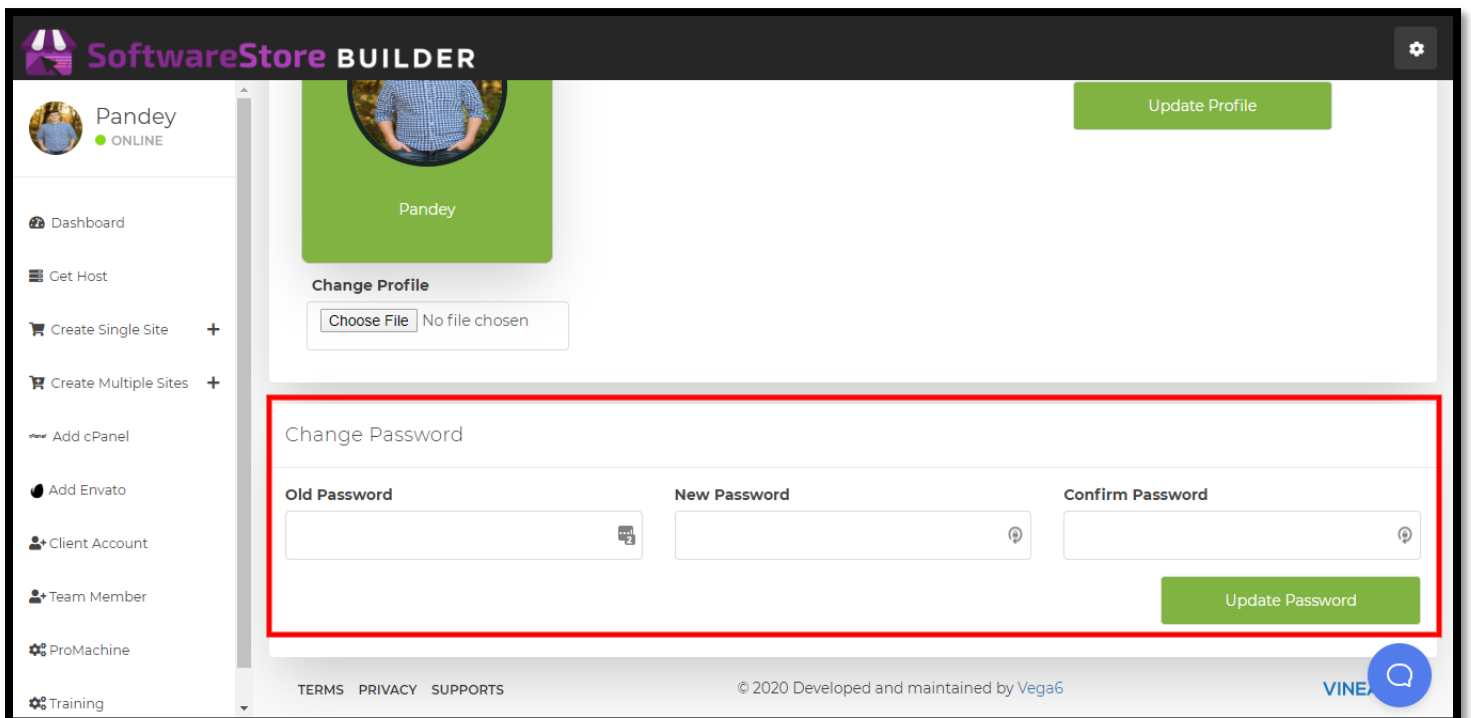 SoftwareStore BUILDER
Pandey
ONLINE
Dashboard
Get Host
Create Single Site +
Create Multiple Sites +
cPanel Add cPanel
Add Envato
Client Account
Team Member
ProMachine
Training
Update Profile
Pandey
Change Profile
Choose File No file chosen
Change Password
Old Password
New Password
Confirm Password
2
Update Password
TERMS PRIVACY SUPPORTS
© 2020 Developed and maintained by Vega6